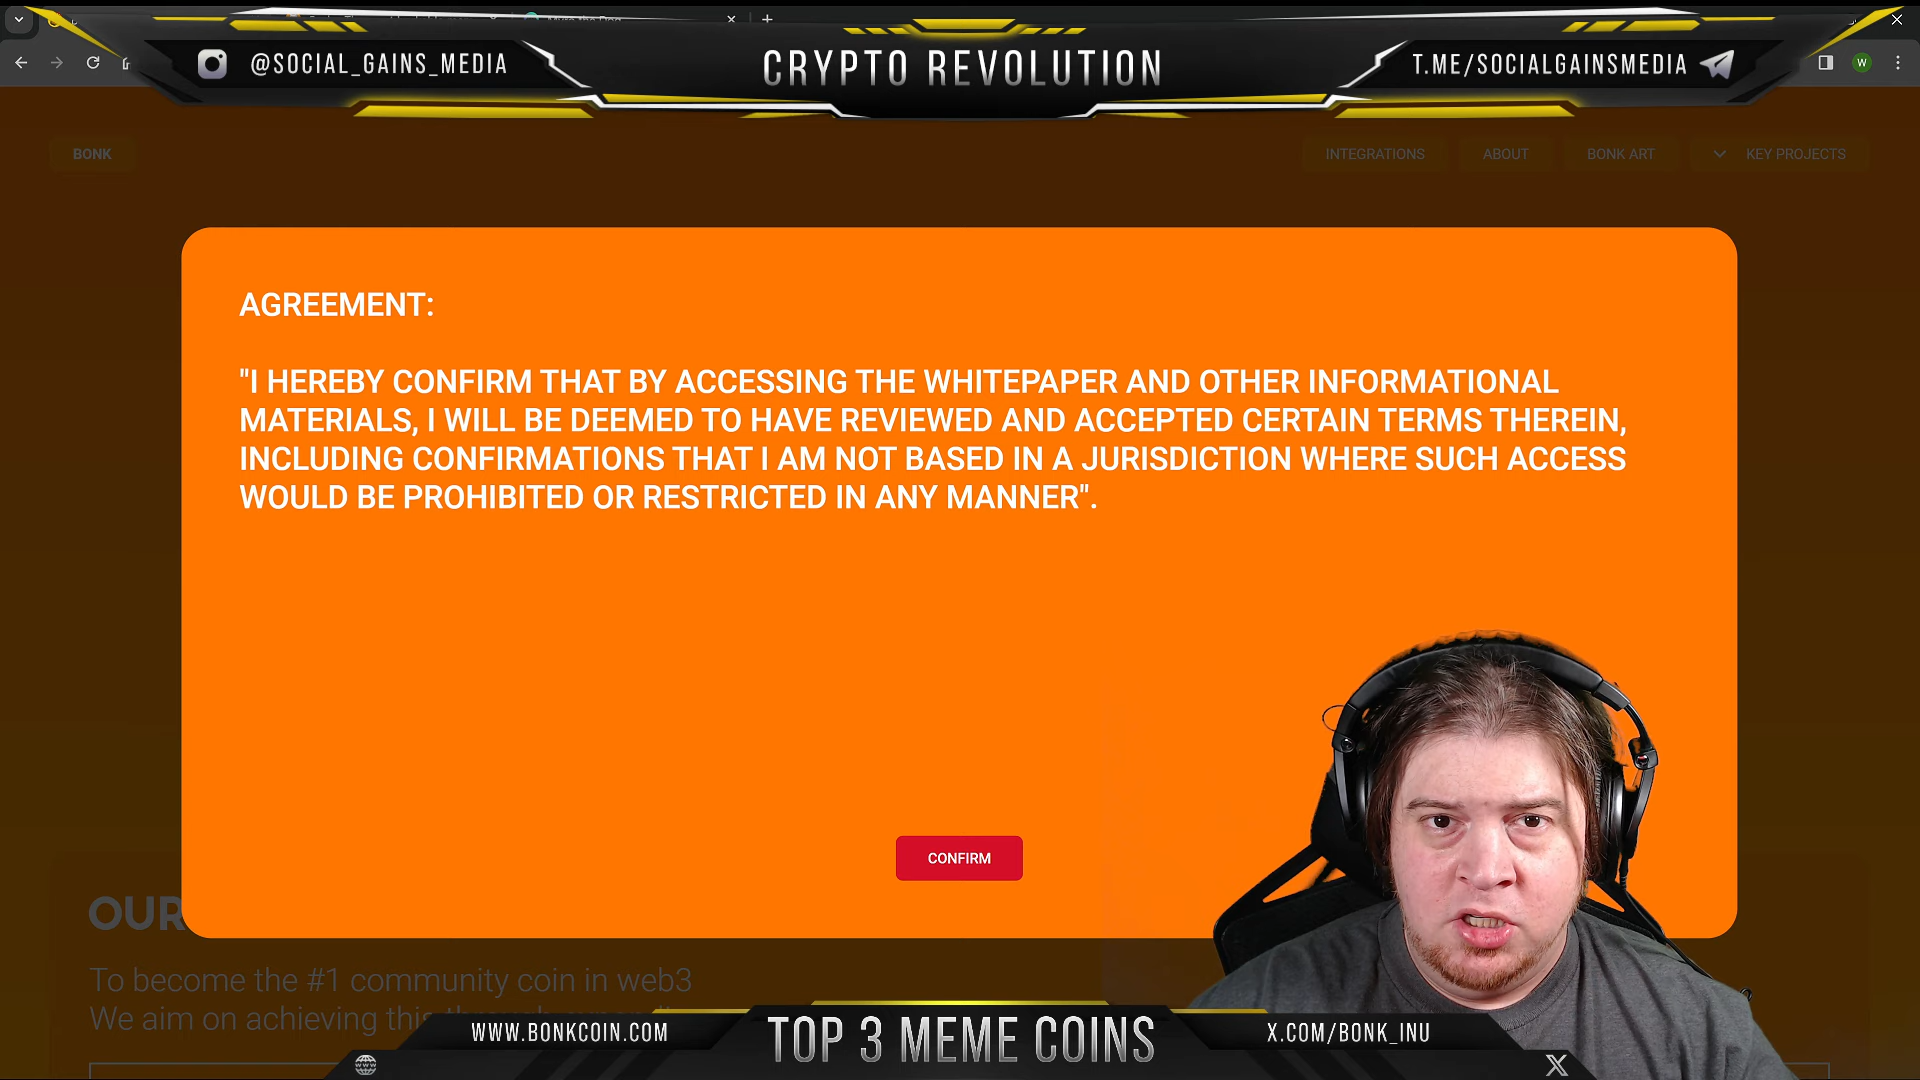 @SOCIAL_GAINS_MEDIA
CRYPTO REVOLUTION
T.ME/SOCIALGAINSMEDIA
W
BONK
INTEGRATIONS
ABOUT
BONK ART
KEY PROJECTS
AGREEMENT:
"I HEREBY CONFIRM THAT BY ACCESSING THE WHITEPAPER AND OTHER INFORMATIONAL
MATERIALS, I WILL BE DEEMED TO HAVE REVIEWED AND ACCEPTED CERTAIN TERMS THEREIN,
INCLUDING CONFIRMATIONS THAT I AM NOT BASED IN A JURISDICTION WHERE SUCH ACCESS
WOULD BE PROHIBITED OR RESTRICTED IN ANY MANNER".
CONFIRM
OUR
To become the #1 community coin in web3
We aim on achieving this
WWW.BONKCOIN.COM
TOP 3 MEME COINS
X.COM/BONK_INU